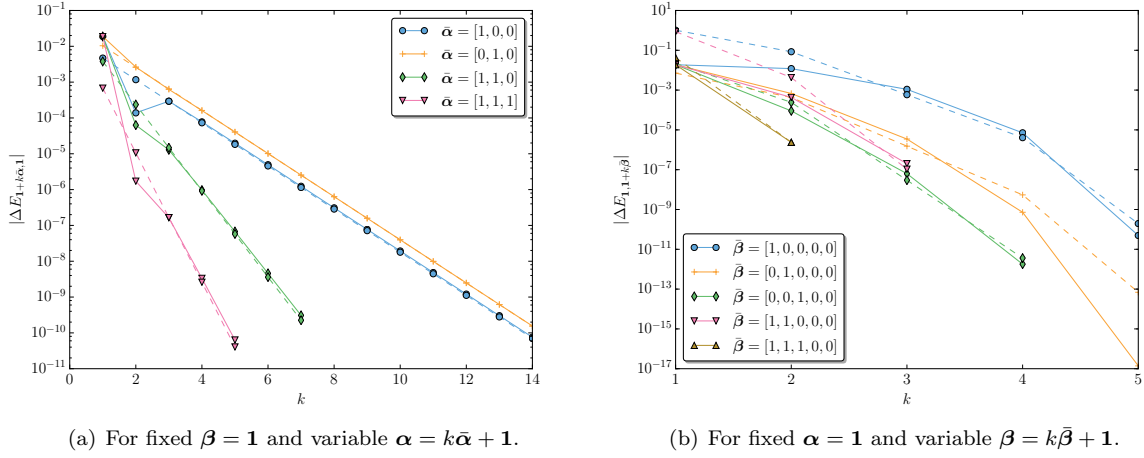 10^{-1}
10^{-2}
10^{-3}
10^{-4}
10^{-5}
10^{-6}
10^{-7}
10^{-8}
10^{-9}
10^{-10}
10^{-11}
|ΔE_{1+kᾱ,1}|
0 2 4 6 8 10 12 14
k
ᾱ = [1, 0, 0]
ᾱ = [0, 1, 0]
ᾱ = [1, 1, 0]
ᾱ = [1, 1, 1]
(a) For fixed β = 1 and variable α = kᾱ + 1.
10^{1}
10^{-1}
10^{-3}
10^{-5}
10^{-7}
10^{-9}
10^{-11}
10^{-13}
10^{-15}
10^{-17}
|ΔE_{1,1+kβ̄}|
1 2 3 4 5
k
β̄ = [1, 0, 0, 0, 0]
β̄ = [0, 1, 0, 0, 0]
β̄ = [0, 0, 1, 0, 0]
β̄ = [1, 1, 0, 0, 0]
β̄ = [1, 1, 1, 0, 0]
(b) For fixed α = 1 and variable β = kβ̄ + 1.